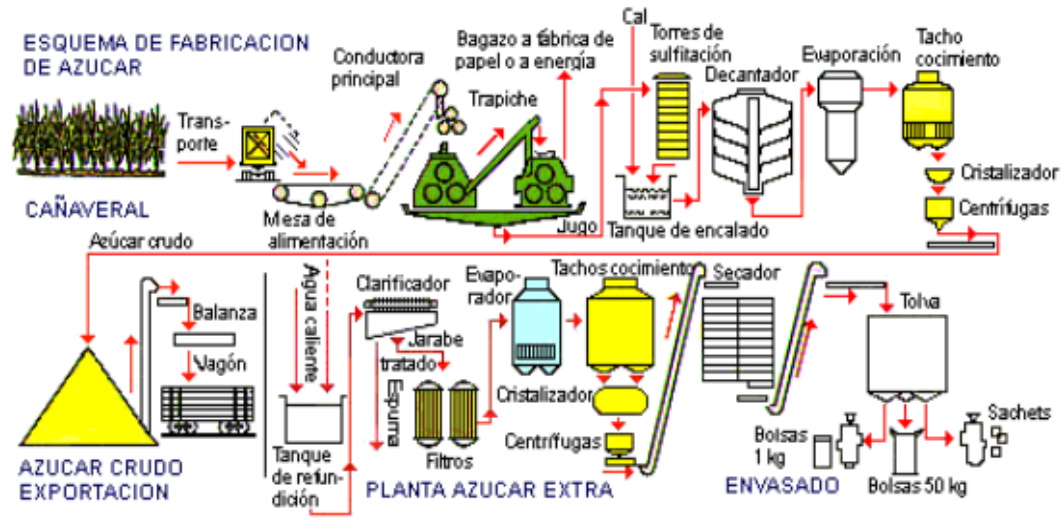 ESQUEMA DE FABRICACION
DE AZUCAR
CAÑAVERAL
Trans-
porte
Mesa de
alimentación
Conductora
principal
Bagazo a fábrica de
papel o a energía
Trapiche
Jugo
Cal
Torres de
sulfitación
Tanque de encalado
Decantador
Evaporación
Tacho
cocimiento
Cristalizador
Centrífugas
Azúcar crudo
Balanza
Vagón
AZUCAR CRUDO
EXPORTACION
Agua caliente
Tanque
de refun-
dición
Clarificador
Jarabe
tratado
Espuma
Filtros
Evapo-
rador
Tachos cocimiento
Cristalizador
Centrífugas
PLANTA AZUCAR EXTRA
Secador
Tolva
Bolsas
1 kg
Bolsas 50 kg
Sachets
ENVASADO